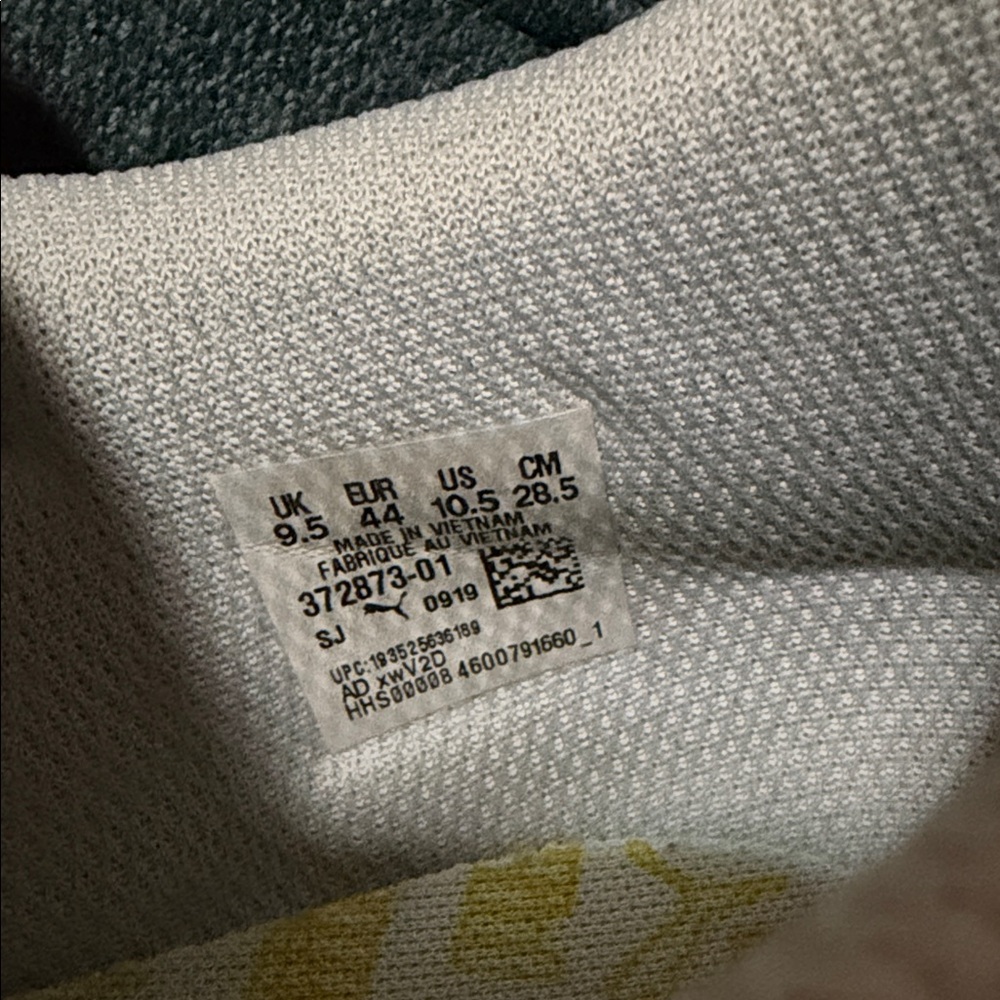 UK EUR US CM
9.5 44 10.5 28.5
MADE IN VIETNAM
FABRIQUE AU VIETNAM
372873-01
SJ 0919
UPC:193525636189
AD xwV2D
HHS00008 4600791660_1